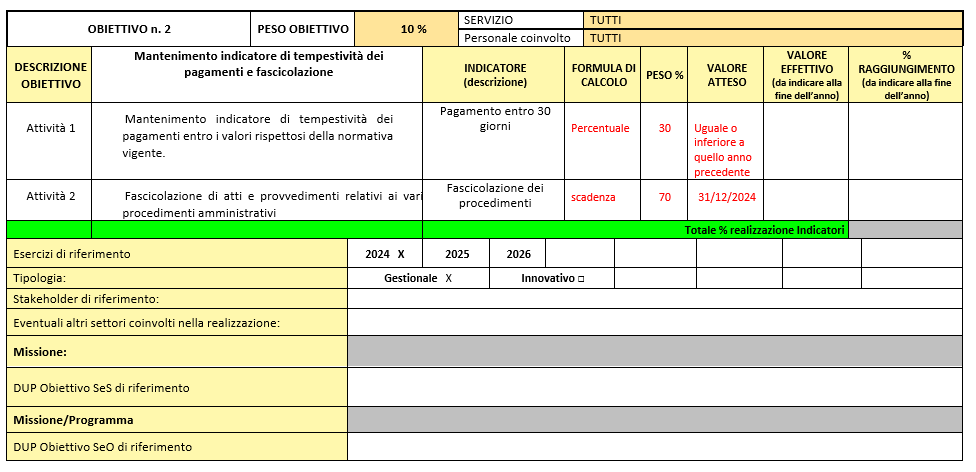 OBIETTIVO n. 2
PESO OBIETTIVO
10 %
SERVIZIO
TUTTI
Personale coinvolto
TUTTI
DESCRIZIONE
OBIETTIVO
Mantenimento indicatore di tempestività dei
pagamenti e fascicolazione
INDICATORE
(descrizione)
FORMULA DI
CALCOLO
PESO %
VALORE
ATTESO
VALORE
EFFETTIVO
(da indicare alla
fine dell'anno)
%
RAGGIUNGIMENTO
(da indicare alla fine
dell'anno)
Attività 1
Mantenimento indicatore di tempestività dei
pagamenti entro i valori rispettosi della normativa
vigente.
Pagamento entro 30
giorni
Percentuale
30
Uguale o
inferiore a
quello anno
precedente
Attività 2
Fascicolazione di atti e provvedimenti relativi ai vari
procedimenti amministrativi
Fascicolazione dei
procedimenti
scadenza
70
31/12/2024
Totale % realizzazione Indicatori
Esercizi di riferimento
2024 X
2025
2026
Tipologia:
Gestionale X
Innovativo □
Stakeholder di riferimento:
Eventuali altri settori coinvolti nella realizzazione:
Missione:
DUP Obiettivo SeS di riferimento
Missione/Programma
DUP Obiettivo SeO di riferimento